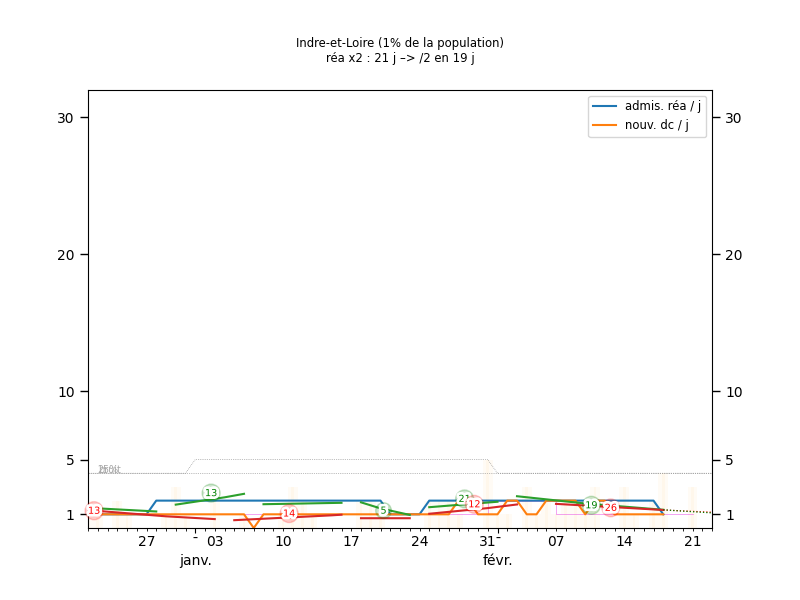 Indre-et-Loire (1% de la population)
réa x2 : 21 j –> /2 en 19 j
admis. réa / j
nouv. dc / j
30 30
20 20
10 10
5 5
1 1
13 13 14 5 21 12 19 26
27 - 03 10 17 24 31- 07 14 21
janv. févr.